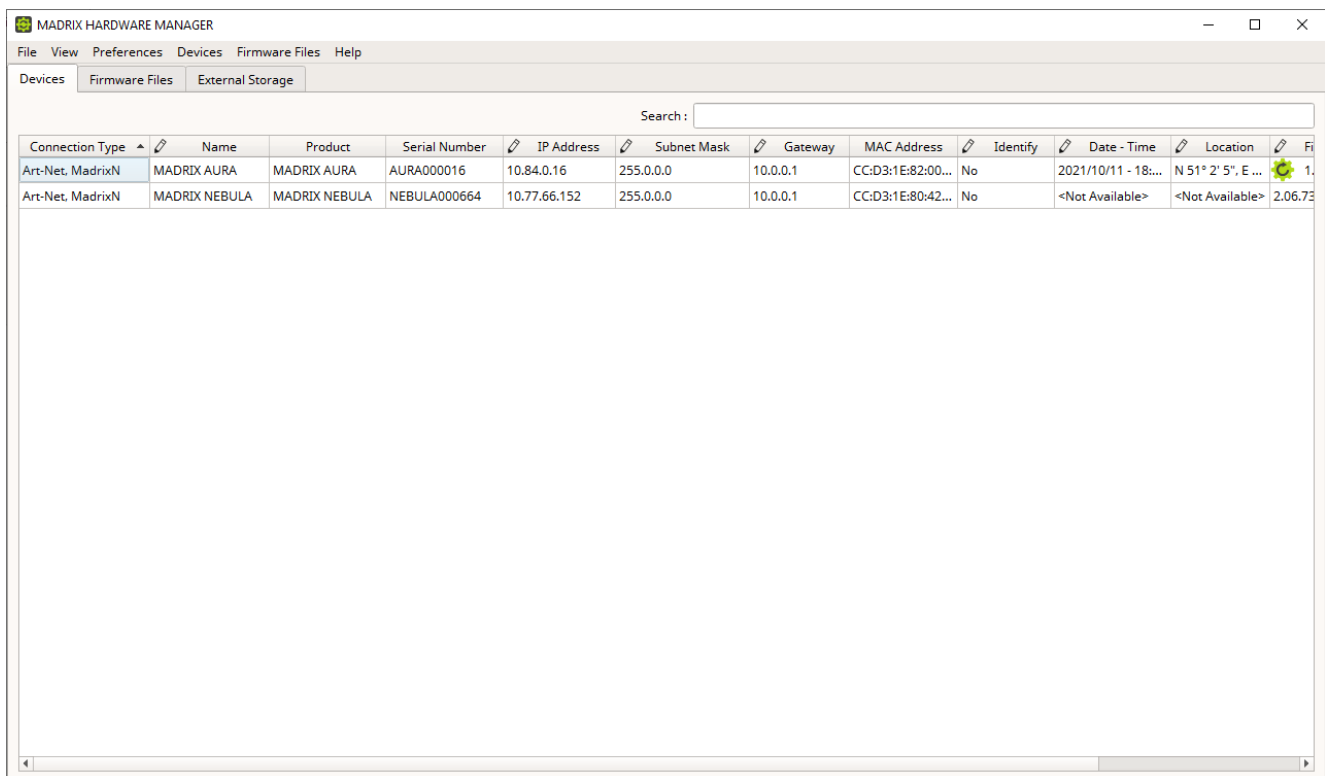 MADRIX HARDWARE MANAGER
File View Preferences Devices Firmware Files Help
Devices Firmware Files External Storage
Search :
Connection Type Name Product Serial Number IP Address Subnet Mask Gateway MAC Address Identify Date - Time Location Fi
Art-Net, MadrixN MADRIX AURA MADRIX AURA AURA000016 10.84.0.16 255.0.0.0 10.0.0.1 CC:D3:1E:82:00... No 2021/10/11 - 18:... N 51° 2' 5", E ... 1.
Art-Net, MadrixN MADRIX NEBULA MADRIX NEBULA NEBULA000664 10.77.66.152 255.0.0.0 10.0.0.1 CC:D3:1E:80:42... No <Not Available> <Not Available> 2.06.73